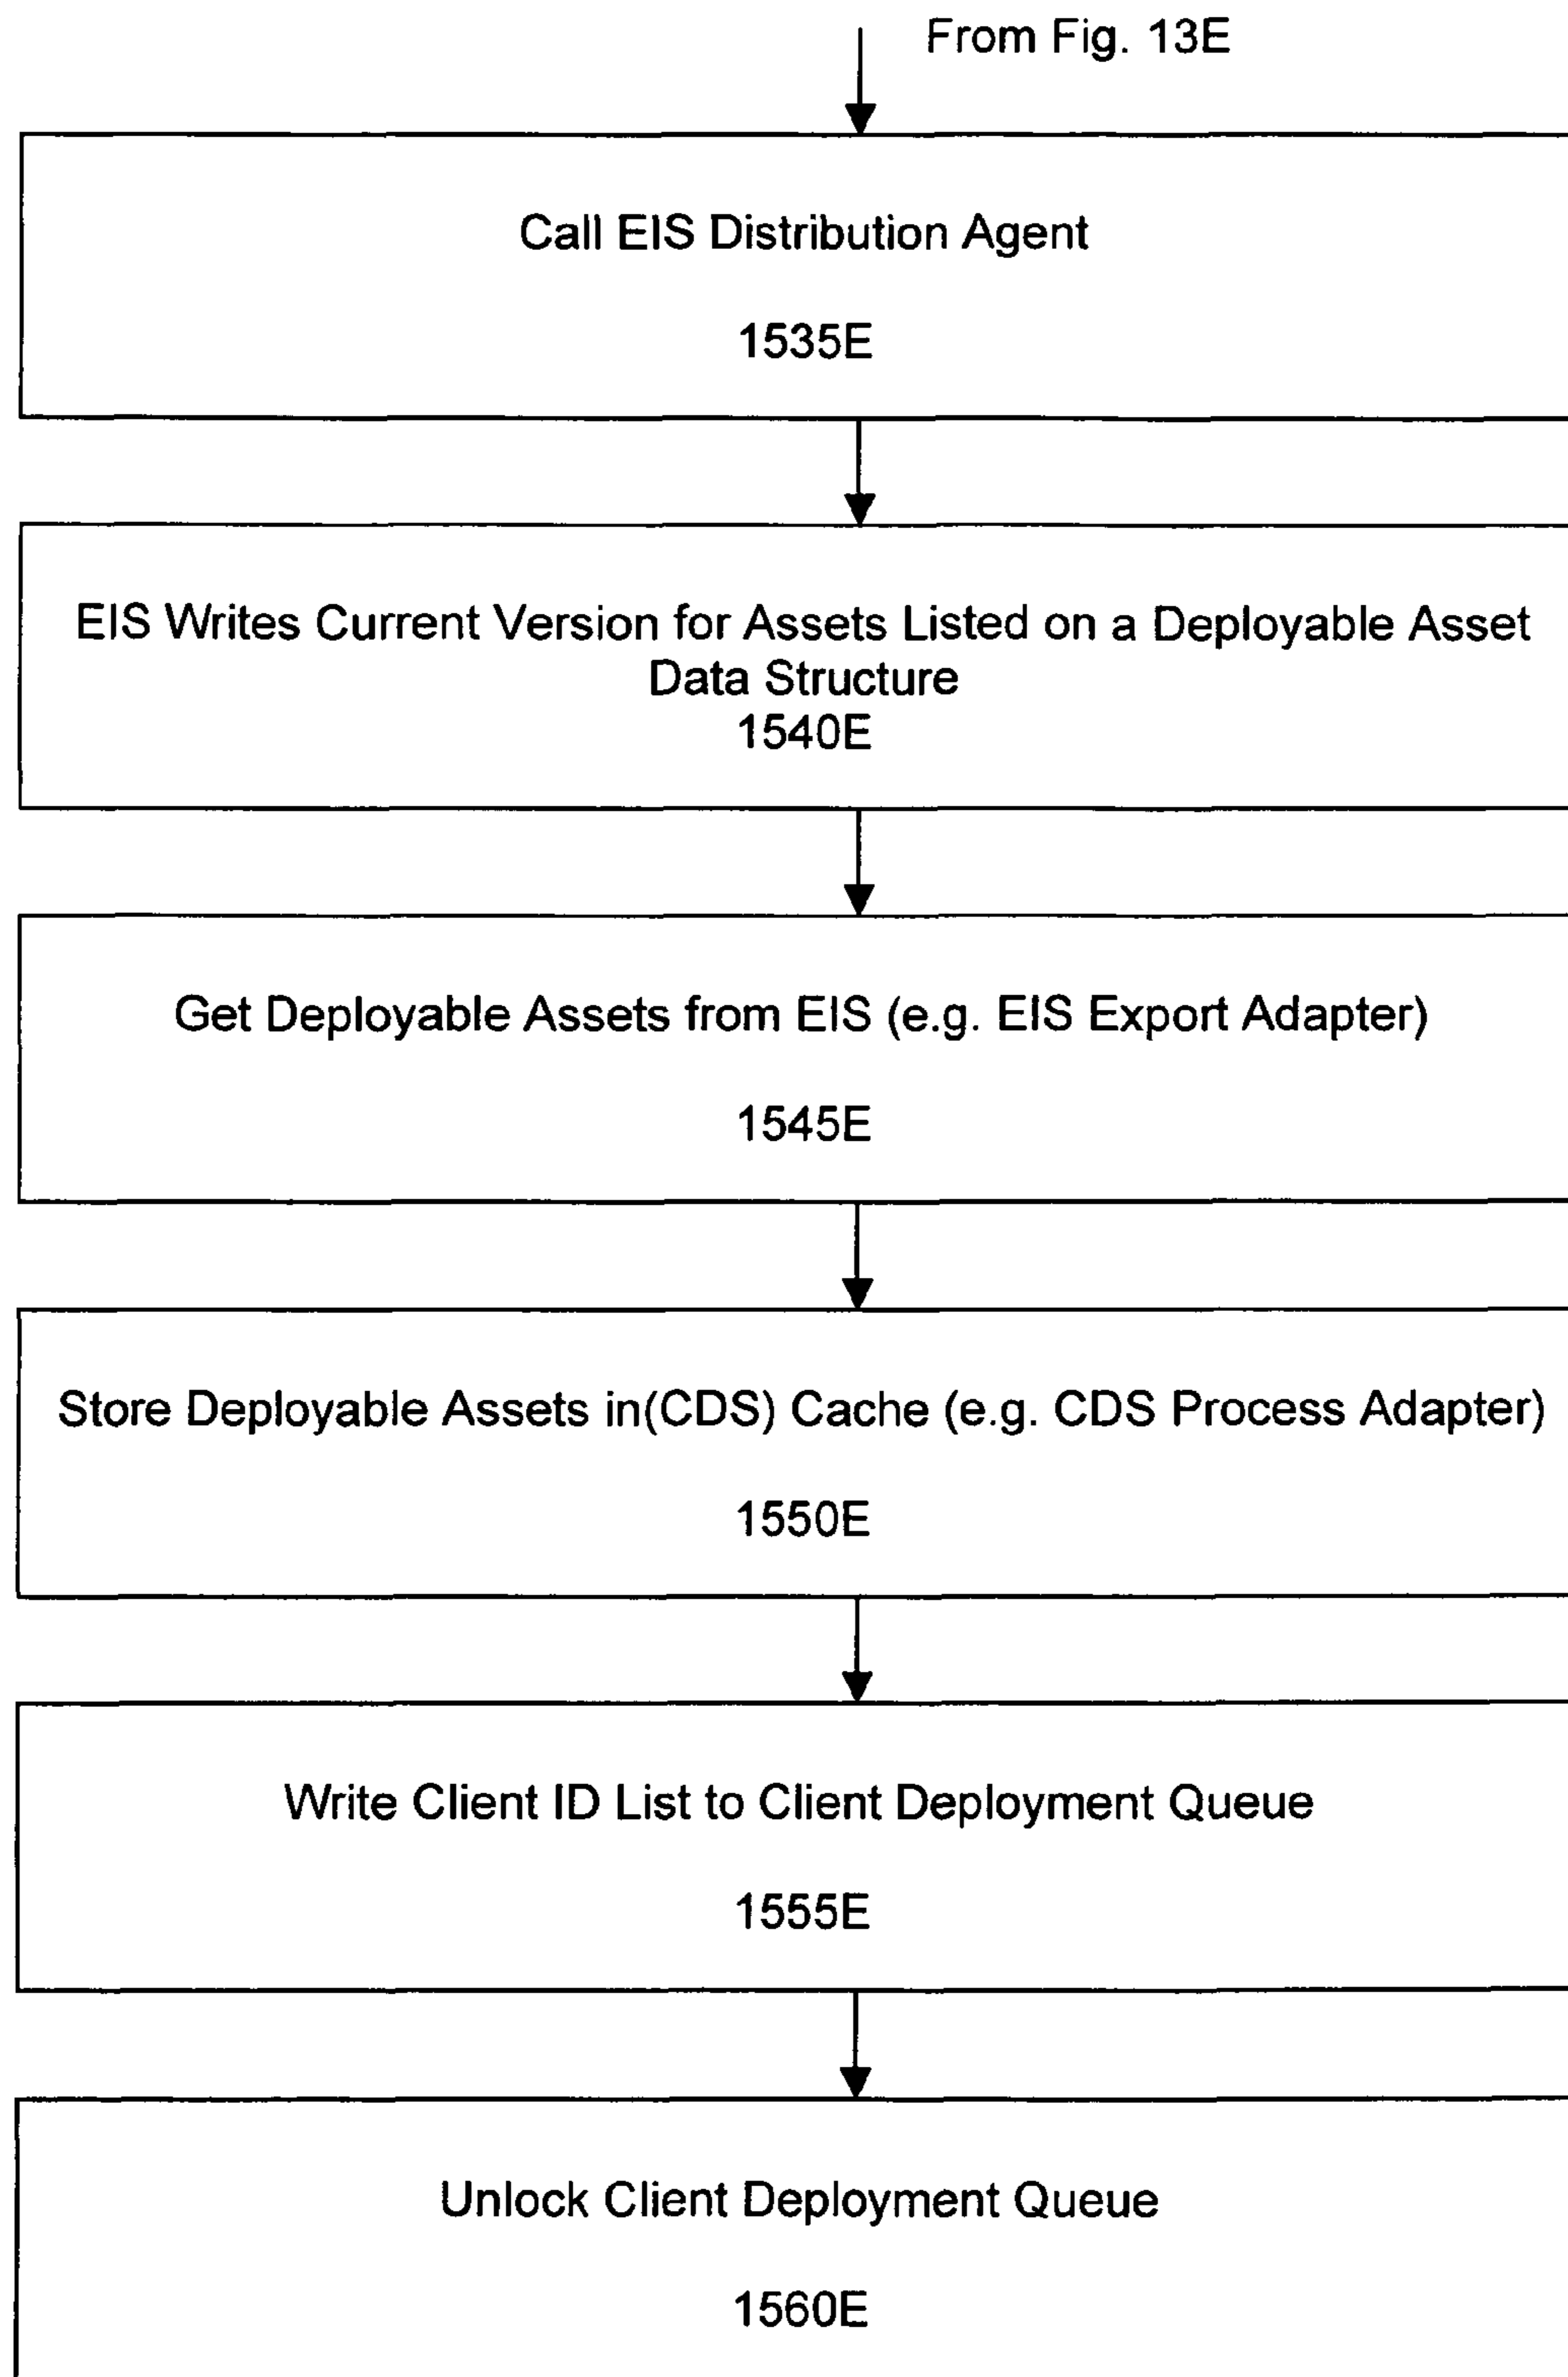 From Fig. 13E
Call EIS Distribution Agent
1535E
EIS Writes Current Version for Assets Listed on a Deployable Asset
Data Structure
1540E
Get Deployable Assets from EIS (e.g. EIS Export Adapter)
1545E
Store Deployable Assets in(CDS) Cache (e.g. CDS Process Adapter)
1550E
Write Client ID List to Client Deployment Queue
1555E
Unlock Client Deployment Queue
1560E